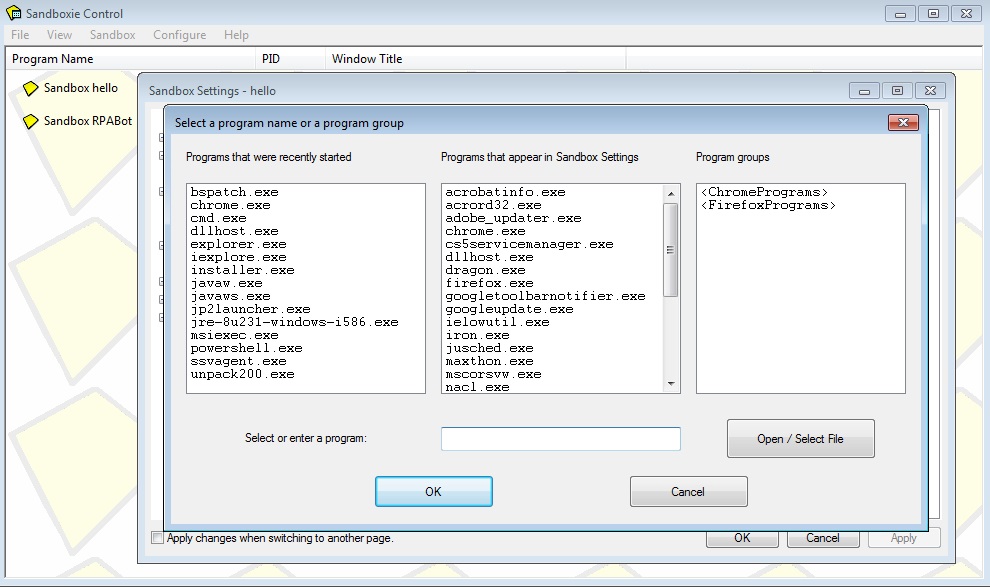 Sandboxie Control
File View Sandbox Configure Help
Program Name PID Window Title
Sandbox hello
Sandbox RPABot
Sandbox Settings - hello
Select a program name or a program group
Programs that were recently started
bspatch.exe
chrome.exe
cmd.exe
dllhost.exe
explorer.exe
iexplore.exe
installer.exe
javaw.exe
javaws.exe
jp2launcher.exe
jre-8u231-windows-i586.exe
msiexec.exe
powershell.exe
ssvagent.exe
unpack200.exe
Programs that appear in Sandbox Settings
acrobatinfo.exe
acrord32.exe
adobe_updater.exe
chrome.exe
cs5servicemanager.exe
dllhost.exe
dragon.exe
firefox.exe
googletoolbarnotifier.exe
googleupdate.exe
ielowutil.exe
iron.exe
jusched.exe
maxthon.exe
mscorsvw.exe
nacl.exe
Program groups
<ChromePrograms>
<FirefoxPrograms>
Select or enter a program:
Open / Select File
OK Cancel
Apply changes when switching to another page.
OK Cancel Apply